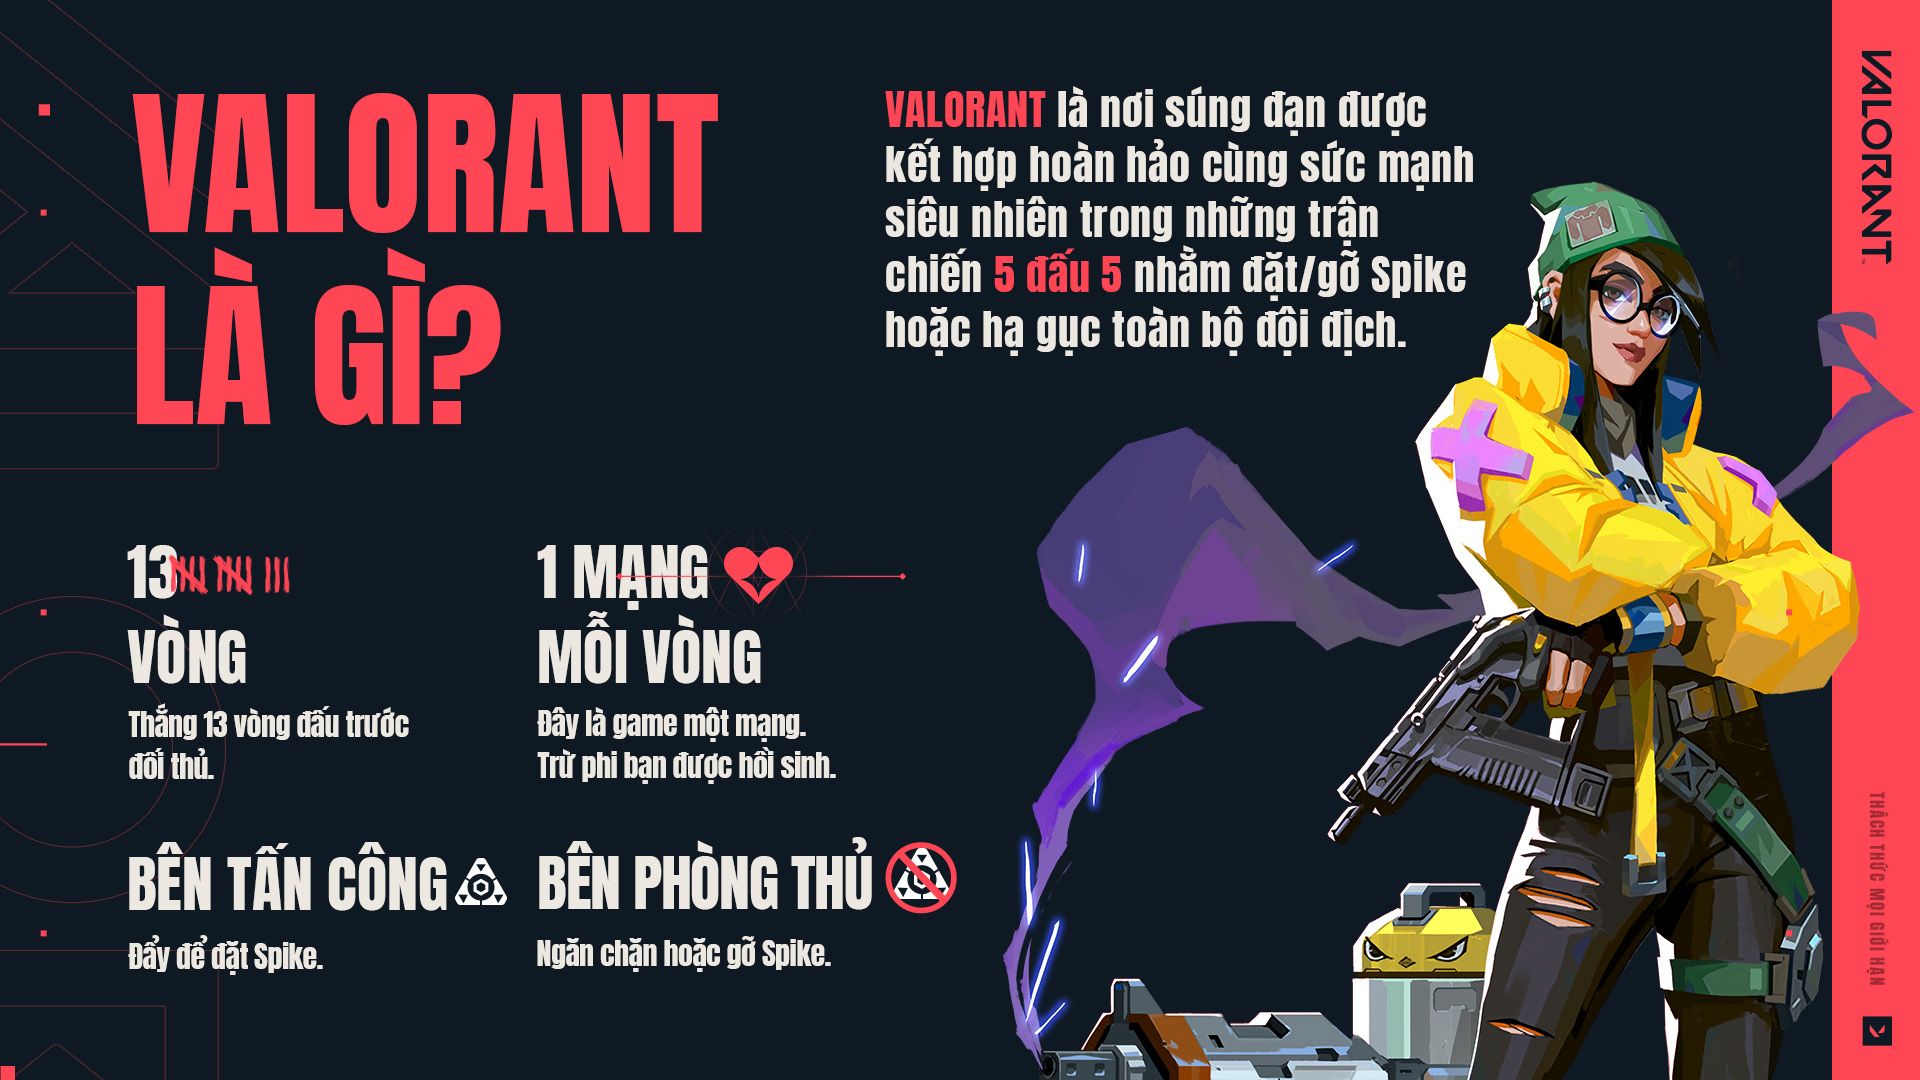 VALORANT
LÀ GÌ?
VALORANT là nơi súng đạn được
kết hợp hoàn hảo cùng sức mạnh
siêu nhiên trong những trận
chiến 5 đấu 5 nhằm đặt/gỡ Spike
hoặc hạ gục toàn bộ đội địch.
13
VÒNG
Thắng 13 vòng đấu trước
đối thủ.
1 MẠNG
MỖI VÒNG
Đây là game một mạng.
Trừ phi bạn được hồi sinh.
BÊN TẤN CÔNG
Đẩy để đặt Spike.
BÊN PHÒNG THỦ
Ngăn chặn hoặc gỡ Spike.
VALORANT
THÁCH THỨC MỌI GIỚI HẠN